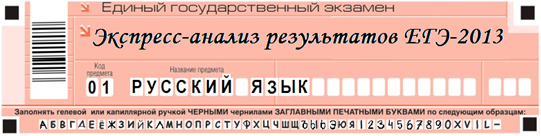 Единый государственный экзамен
Экспресс-анализ результатов ЕГЭ-2013
Код предмета Название предмета
01 РУССКИЙ ЯЗЫК
Заполнять гелевой или капиллярной ручкой ЧЕРНЫМИ чернилами ЗАГЛАВНЫМИ ПЕЧАТНЫМИ БУКВАМИ по следующим образцам:
АБВГДЕЁЖЗИЙКЛМНОПРСТУФХЦЧШЩЪЫЬЭЮЯ1234567890XVIL-